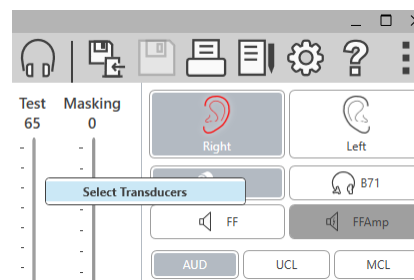 Test Masking
65 0
Right Left
Select Transducers
B71
FF FFAmp
AUD UCL MCL